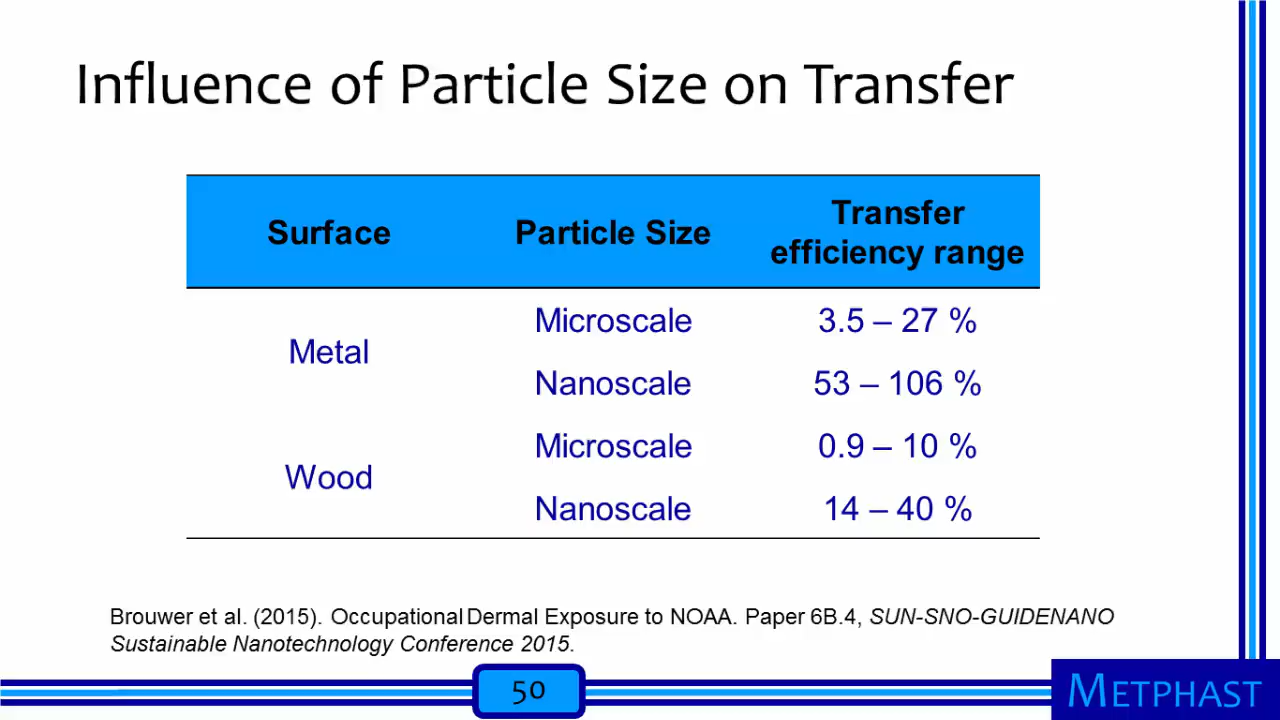 Influence of Particle Size on Transfer
Surface Particle Size Transfer efficiency range
Metal Microscale 3.5 – 27 %
Nanoscale 53 – 106 %
Wood Microscale 0.9 – 10 %
Nanoscale 14 – 40 %
Brouwer et al. (2015). Occupational Dermal Exposure to NOAA. Paper 6B.4, SUN-SNO-GUIDENANO
Sustainable Nanotechnology Conference 2015.
50
METPHAST